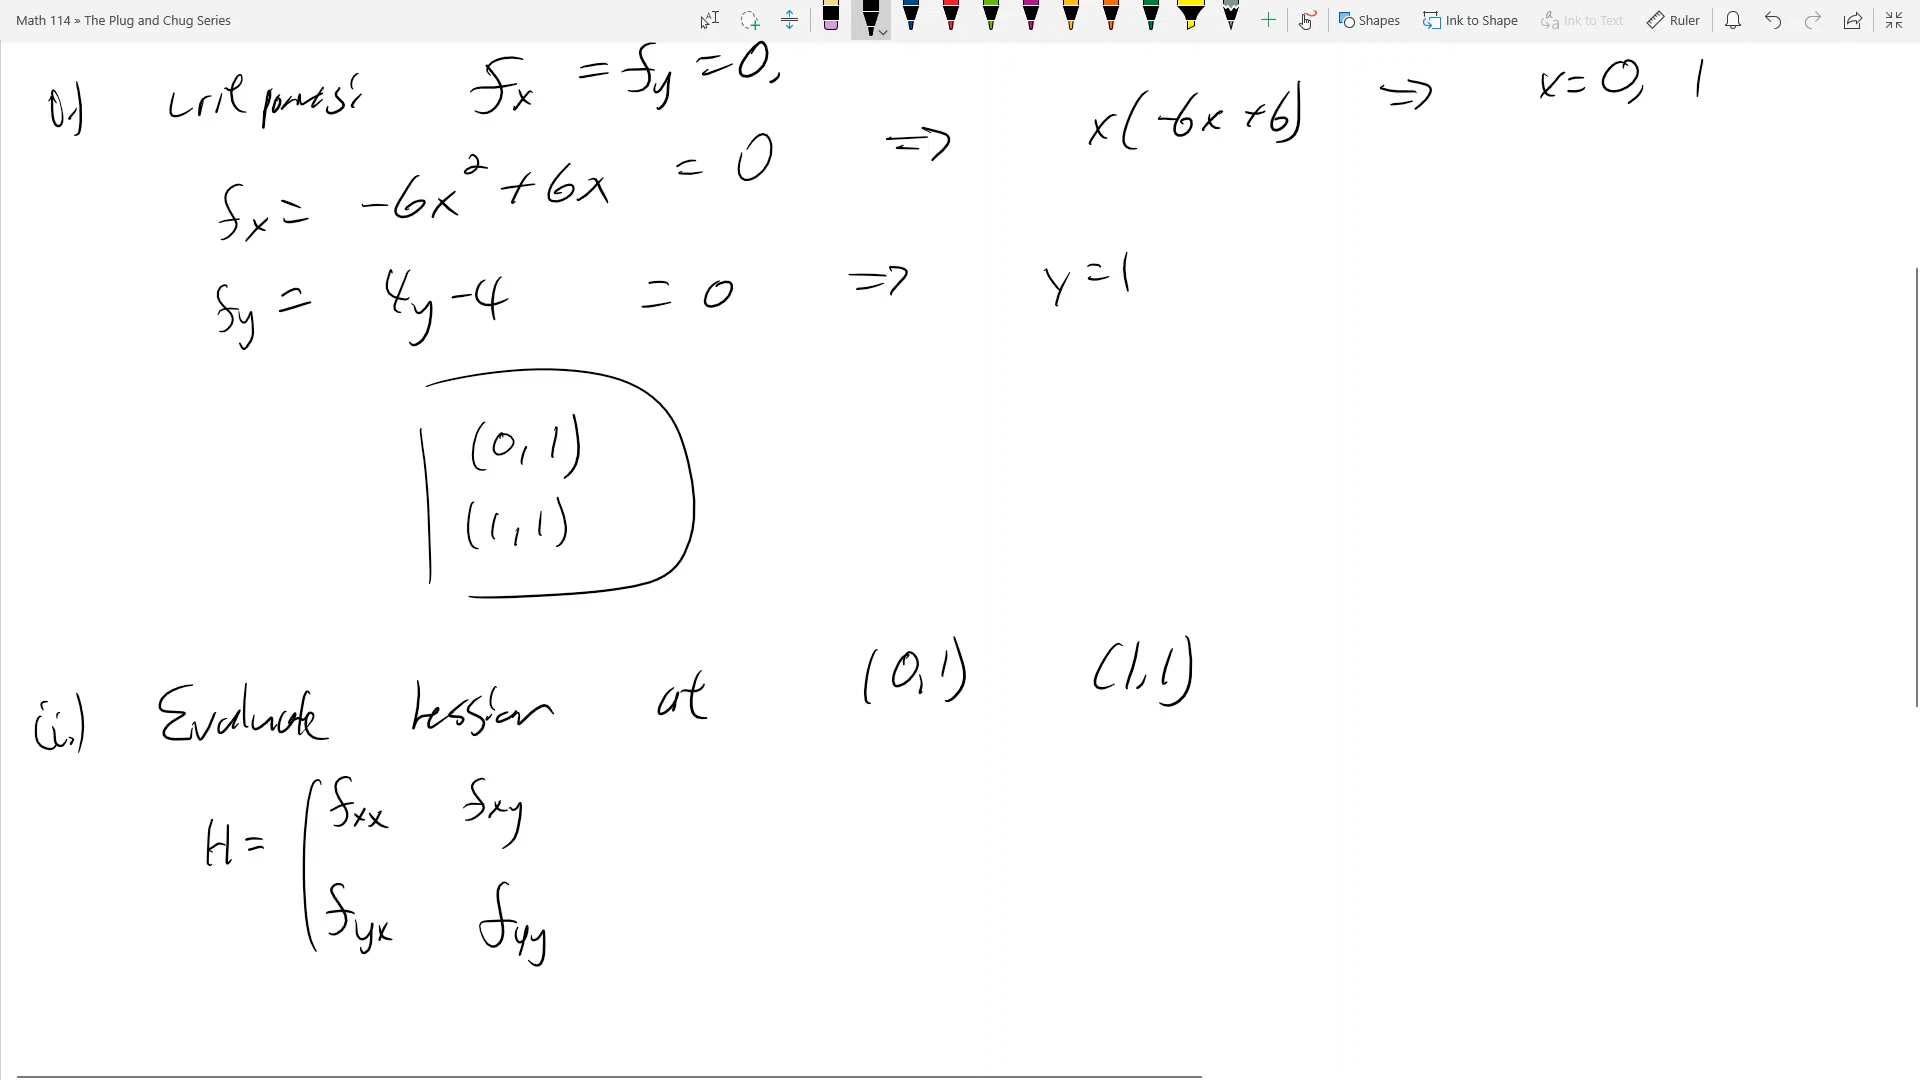 Math 114 » The Plug and Chug Series
Shapes Ink to Shape Ink to Text Ruler
fx = fy = 0,
fx = -6x² + 6x = 0 ⇒ x(-6x + 6) ⇒ x = 0, 1
fy = 4y - 4 = 0 ⇒ y = 1
(0, 1)
(1, 1)
(ii.) Evaluate hessian at (0,1) (1,1)
H = ( fxx fxy
fyx fyy